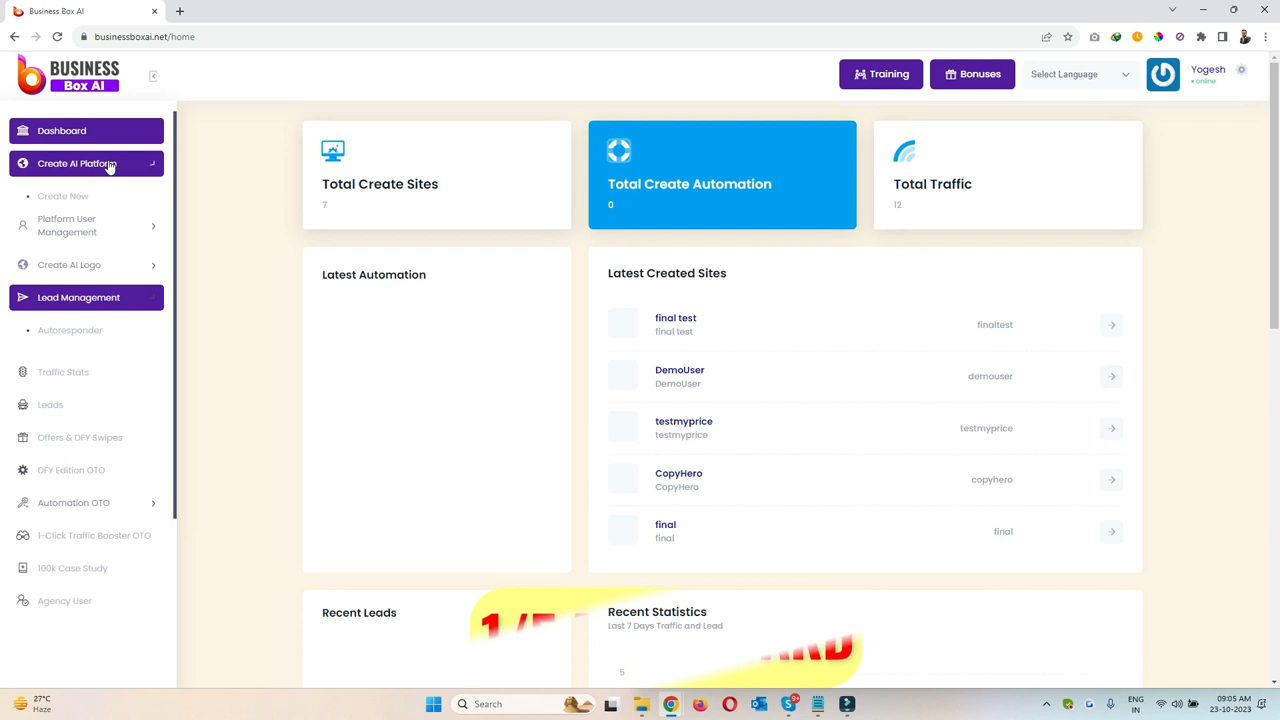 Business Box AI
businessboxai.net/home
BUSINESS
Box AI
Training
Bonuses
Select Language
Yogesh
online
Dashboard
Create AI Platform
Create New
Platform User
Management
Create AI Logo
Lead Management
Autoresponder
Traffic Stats
Leads
Offers & DFY Swipes
DFY Edition OTO
Automation OTO
1-Click Traffic Booster OTO
100k Case Study
Agency User
Total Create Sites
7
Total Create Automation
0
Total Traffic
12
Latest Automation
Latest Created Sites
final test
final test
finaltest
DemoUser
DemoUser
demouser
testmyprice
testmyprice
testmyprice
CopyHero
CopyHero
copyhero
final
final
final
Recent Leads
Recent Statistics
Last 7 Days Traffic and Lead
5
27°C
Haze
Search
9+
ENG
IN
09:05 AM
23-10-2023